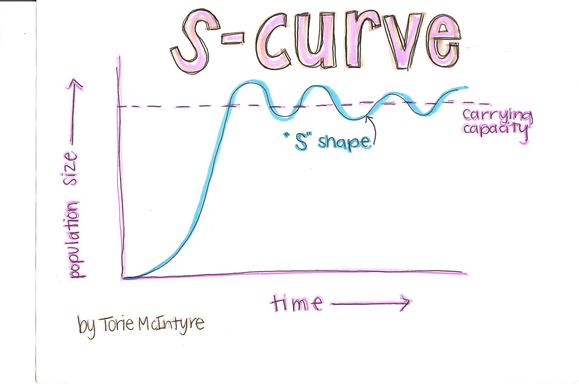 S-curve
Carrying
capacity
"S" shape
population size
time
by Torie McIntyre